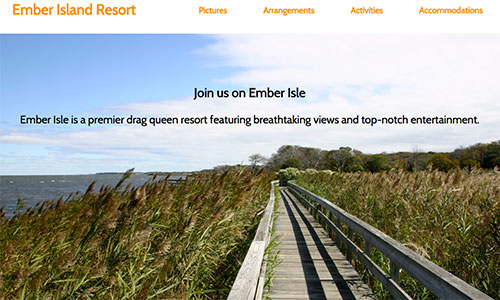 Ember Island Resort Pictures Arrangements Activities Accommodations
Join us on Ember Isle
Ember Isle is a premier drag queen resort featuring breathtaking views and top-notch entertainment.